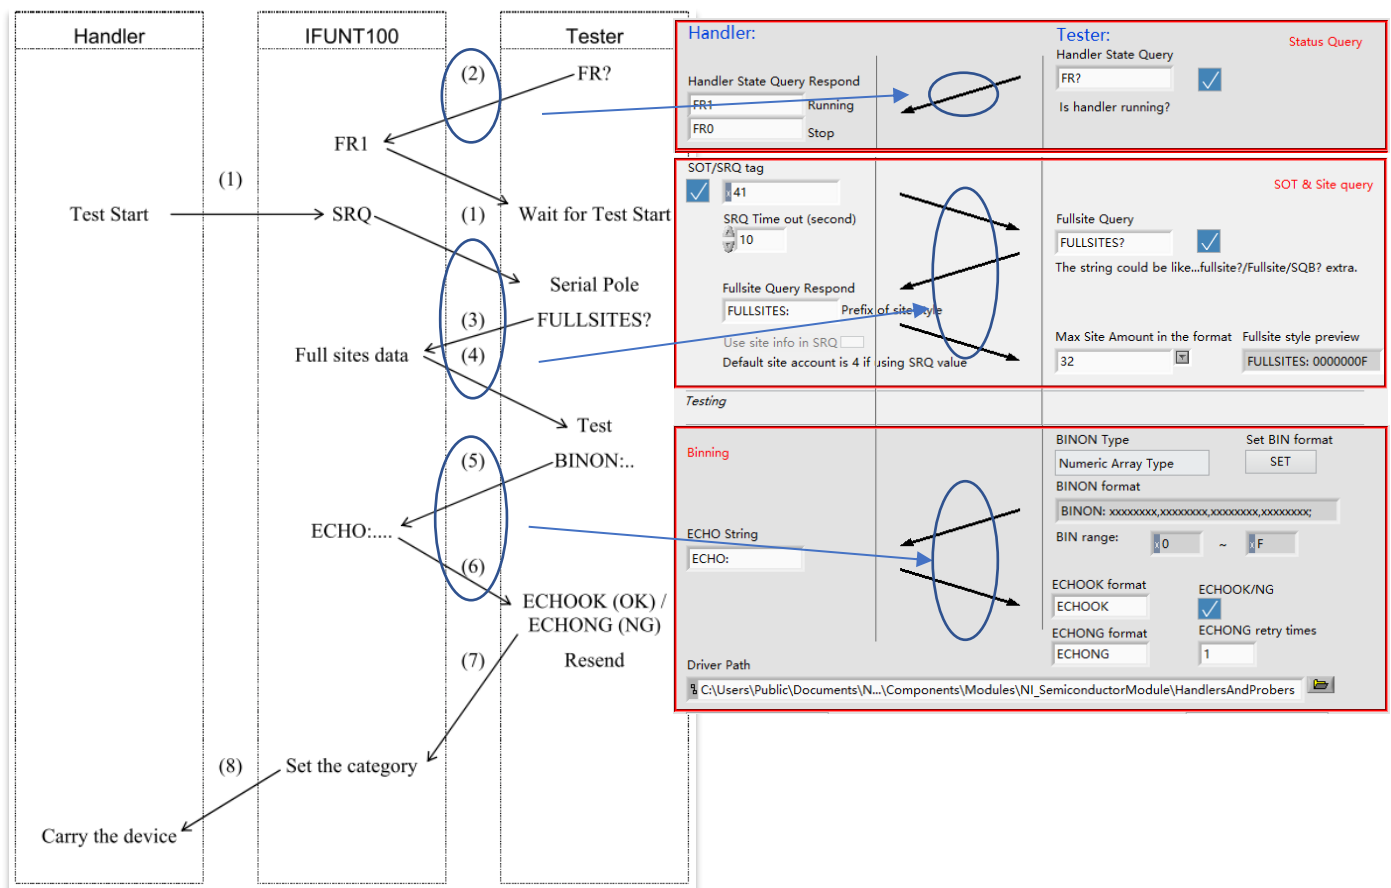 Handler
IFUNT100
Tester
(2)
FR?
FR1
(1)
Test Start
SRQ
(1)
Wait for Test Start
Serial Pole
(3)
FULLSITES?
Full sites data
(4)
Test
(5)
BINON:..
ECHO:....
(6)
ECHOOK (OK) /
ECHONG (NG)
(7)
Resend
(8)
Set the category
Carry the device
Handler:
Tester:
Status Query
Handler State Query
FR?
Handler State Query Respond
FR1
Running
Is handler running?
FR0
Stop
SOT/SRQ tag
x 41
SOT & Site query
SRQ Time out (second)
10
Fullsite Query
FULLSITES?
The string could be like...fullsite?/Fullsite/SQB? extra.
Fullsite Query Respond
FULLSITES:
Prefix of site style
Use site info in SRQ
Default site account is 4 if using SRQ value
Max Site Amount in the format
Fullsite style preview
32
FULLSITES: 0000000F
Testing
Binning
BINON Type
Set BIN format
Numeric Array Type
SET
BINON format
BINON: xxxxxxxx,xxxxxxxx,xxxxxxxx,xxxxxxxx;
BIN range:
x 0
~
x F
ECHO String
ECHO:
ECHOOK format
ECHOOK/NG
ECHOOK
ECHONG format
ECHONG retry times
ECHONG
1
Driver Path
C:\Users\Public\Documents\N...\Components\Modules\NI_SemiconductorModule\HandlersAndProbers